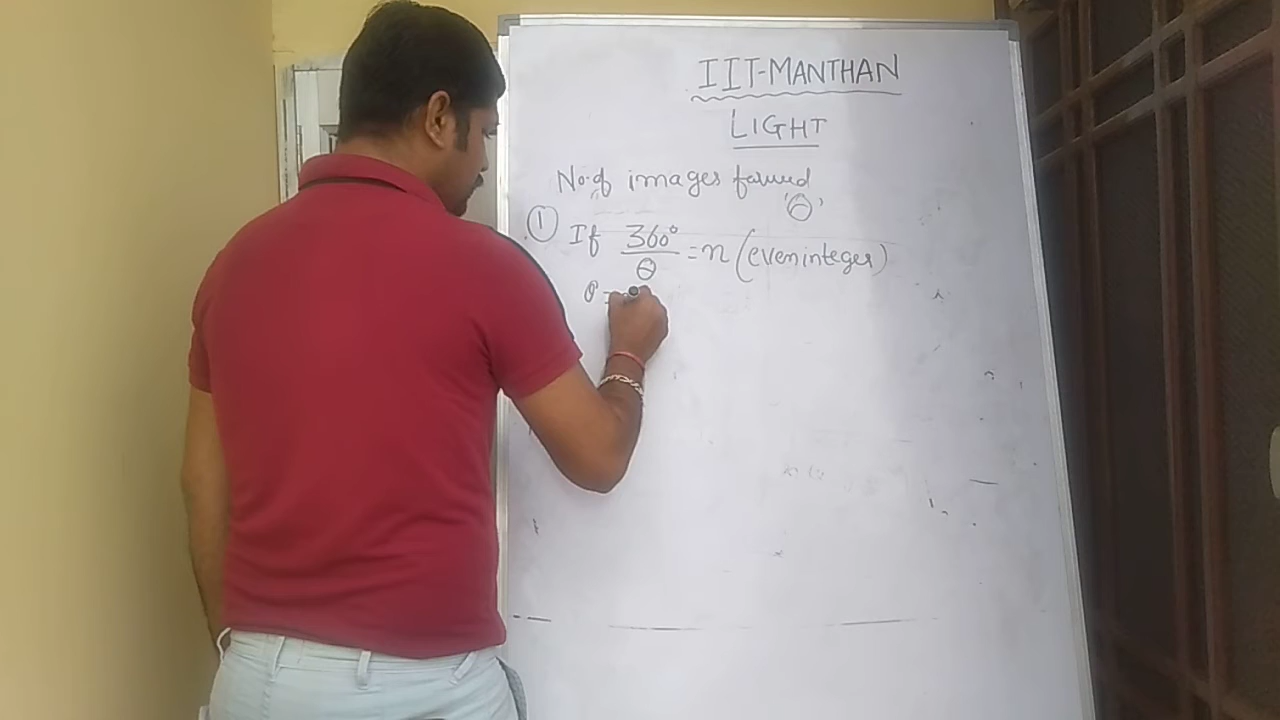 IIT-MANTHAN
LIGHT
No. of images formed
'θ'
① If 360°/θ = n (even integer)
θ =